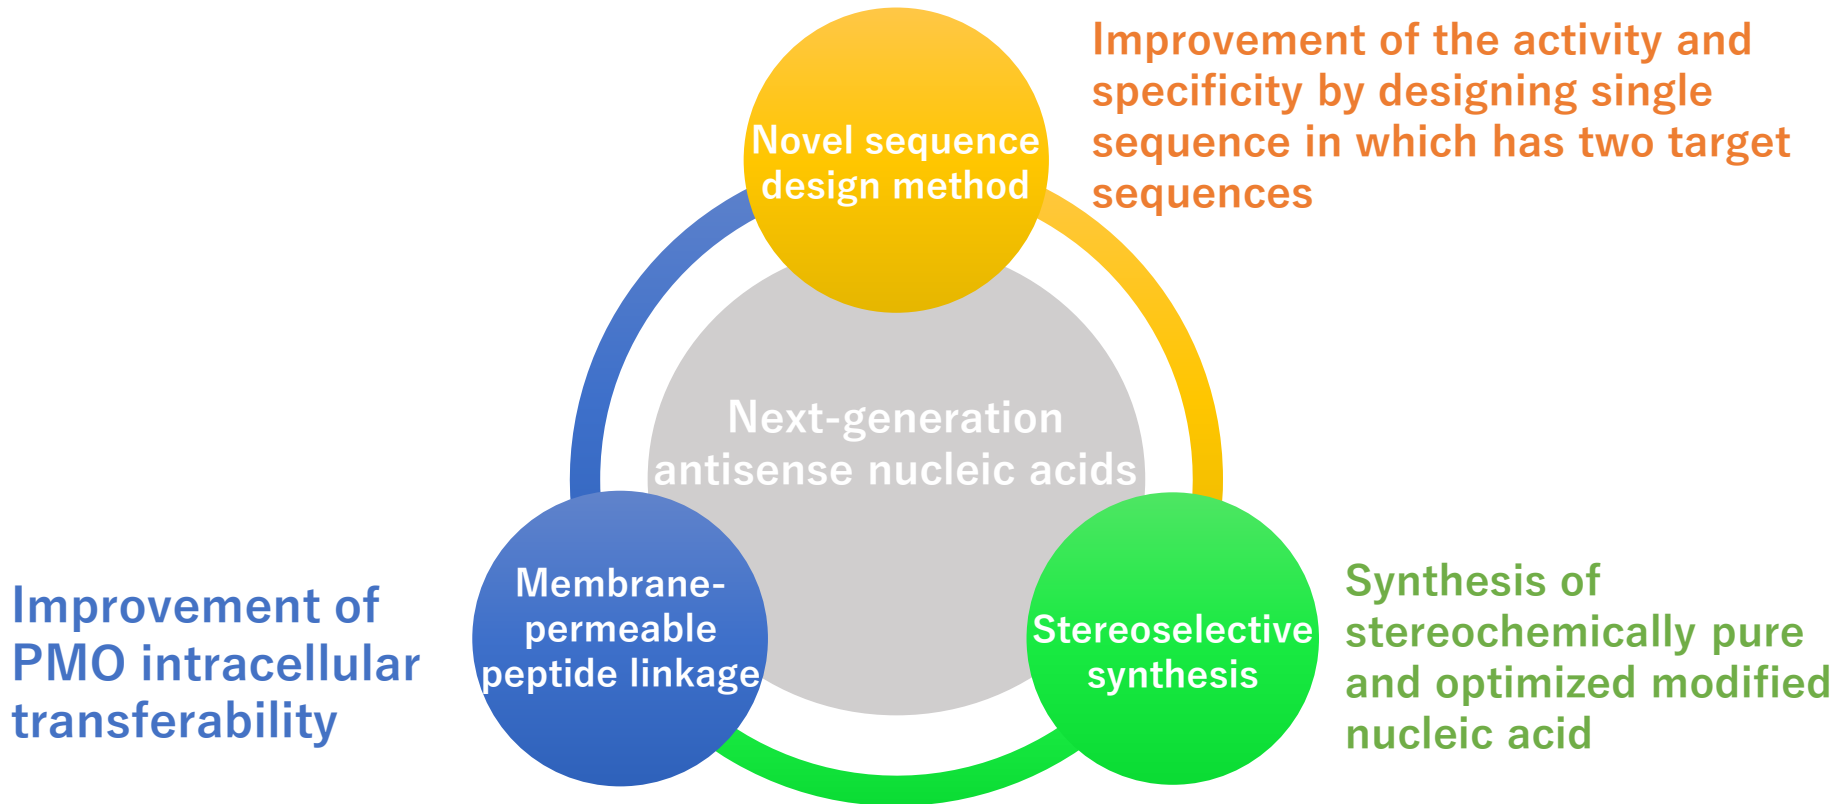 Improvement of the activity and
specificity by designing single
sequence in which has two target
sequences
Novel sequence
design method
Next-generation
antisense nucleic acids
Membrane-
permeable
peptide linkage
Improvement of
PMO intracellular
transferability
Stereoselective
synthesis
Synthesis of
stereochemically pure
and optimized modified
nucleic acid